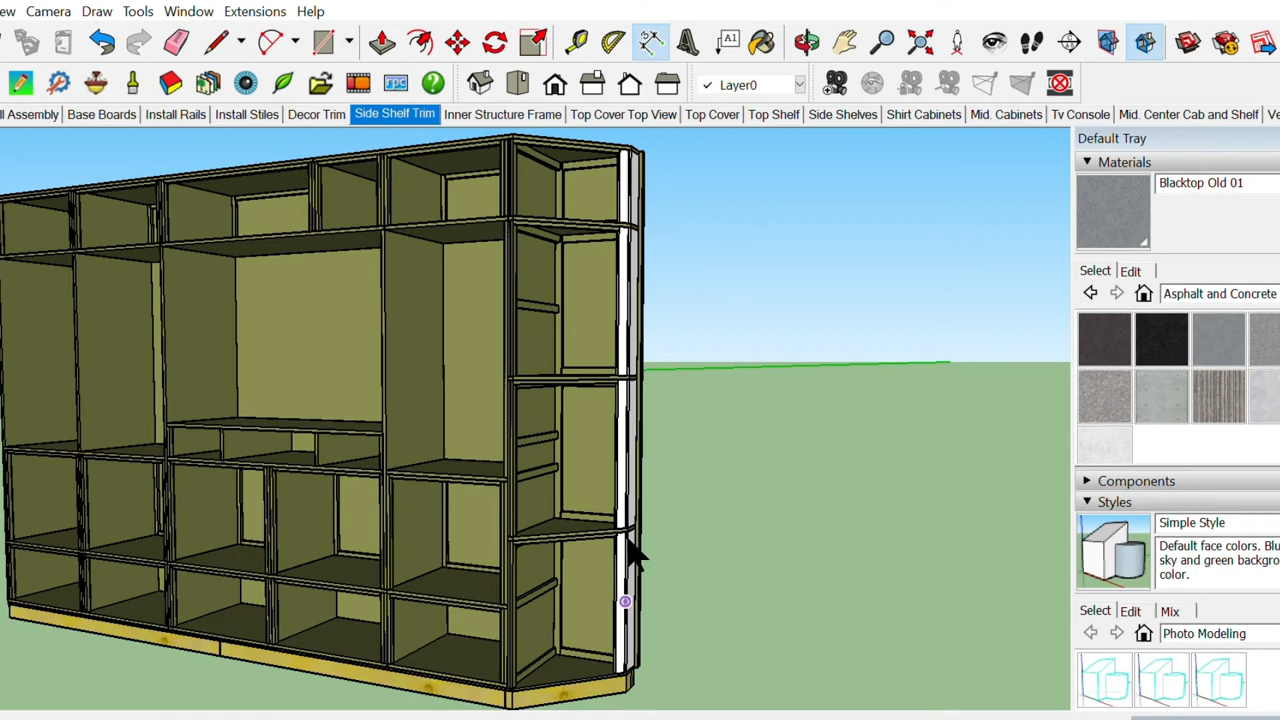 ew Camera Draw Tools Window Extensions Help
A1
rpc ✓ Layer0
ll Assembly Base Boards Install Rails Install Stiles Decor Trim Side Shelf Trim Inner Structure Frame Top Cover Top View Top Cover Top Shelf Side Shelves Shirt Cabinets Mid. Cabinets Tv Console Mid. Center Cab and Shelf Ve
Default Tray
Materials
Blacktop Old 01
Select Edit
Asphalt and Concrete
Components
Styles
Simple Style
Default face colors. Blu
sky and green backgro
color.
Select Edit Mix
Photo Modeling